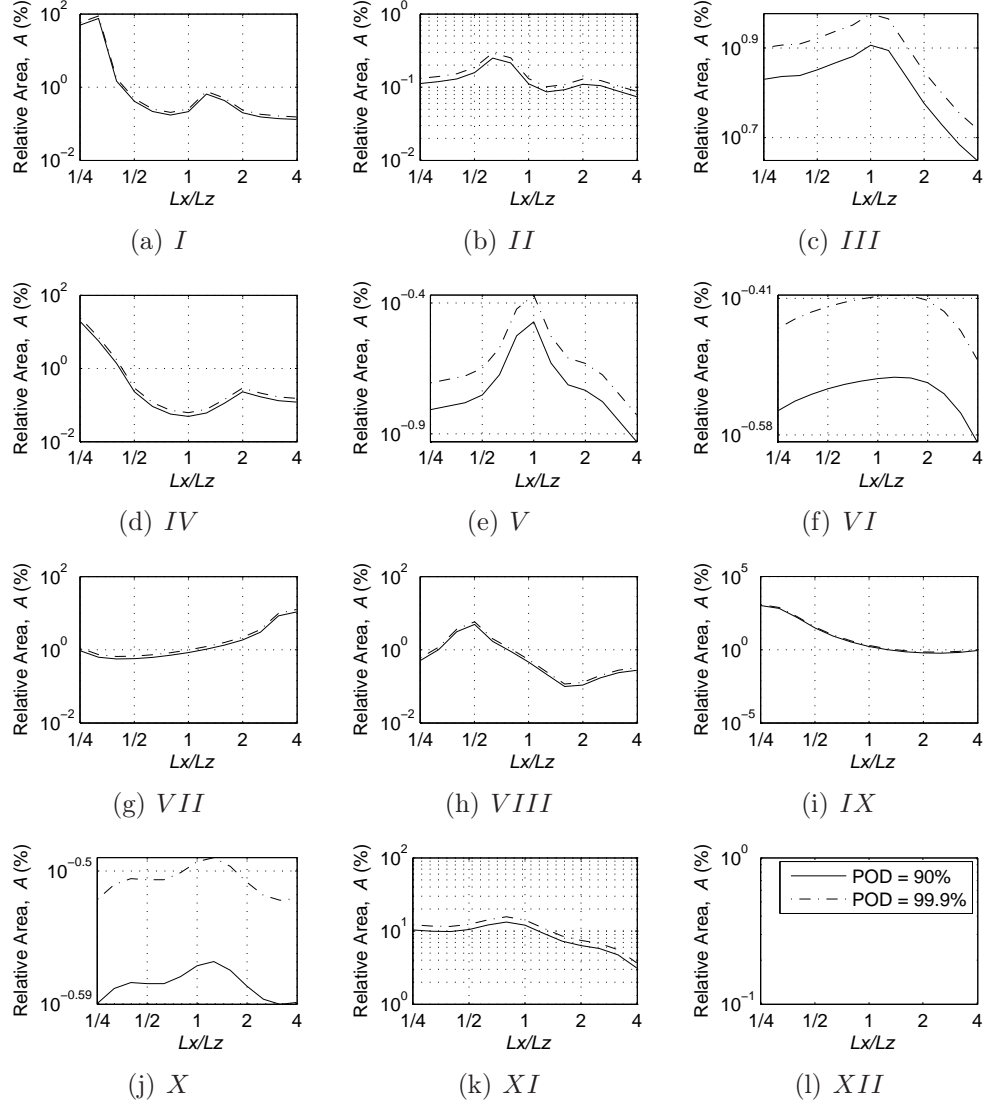 Relative Area, A (%)
10^2
10^0
10^−2
1/4 1/2 1 2 4
Lx/Lz
(a) I
Relative Area, A (%)
10^0
10^−1
10^−2
1/4 1/2 1 2 4
Lx/Lz
(b) II
Relative Area, A (%)
10^0.9
10^0.7
1/4 1/2 1 2 4
Lx/Lz
(c) III
Relative Area, A (%)
10^2
10^0
10^−2
1/4 1/2 1 2 4
Lx/Lz
(d) IV
Relative Area, A (%)
10^−0.4
10^−0.9
1/4 1/2 1 2 4
Lx/Lz
(e) V
Relative Area, A (%)
10^−0.41
10^−0.58
1/4 1/2 1 2 4
Lx/Lz
(f) VI
Relative Area, A (%)
10^2
10^0
10^−2
1/4 1/2 1 2 4
Lx/Lz
(g) VII
Relative Area, A (%)
10^2
10^0
10^−2
1/4 1/2 1 2 4
Lx/Lz
(h) VIII
Relative Area, A (%)
10^5
10^0
10^−5
1/4 1/2 1 2 4
Lx/Lz
(i) IX
Relative Area, A (%)
10^−0.5
10^−0.59
1/4 1/2 1 2 4
Lx/Lz
(j) X
Relative Area, A (%)
10^2
10^1
10^0
1/4 1/2 1 2 4
Lx/Lz
(k) XI
Relative Area, A (%)
10^0
10^−1
POD = 90%
POD = 99.9%
1/4 1/2 1 2 4
Lx/Lz
(l) XII